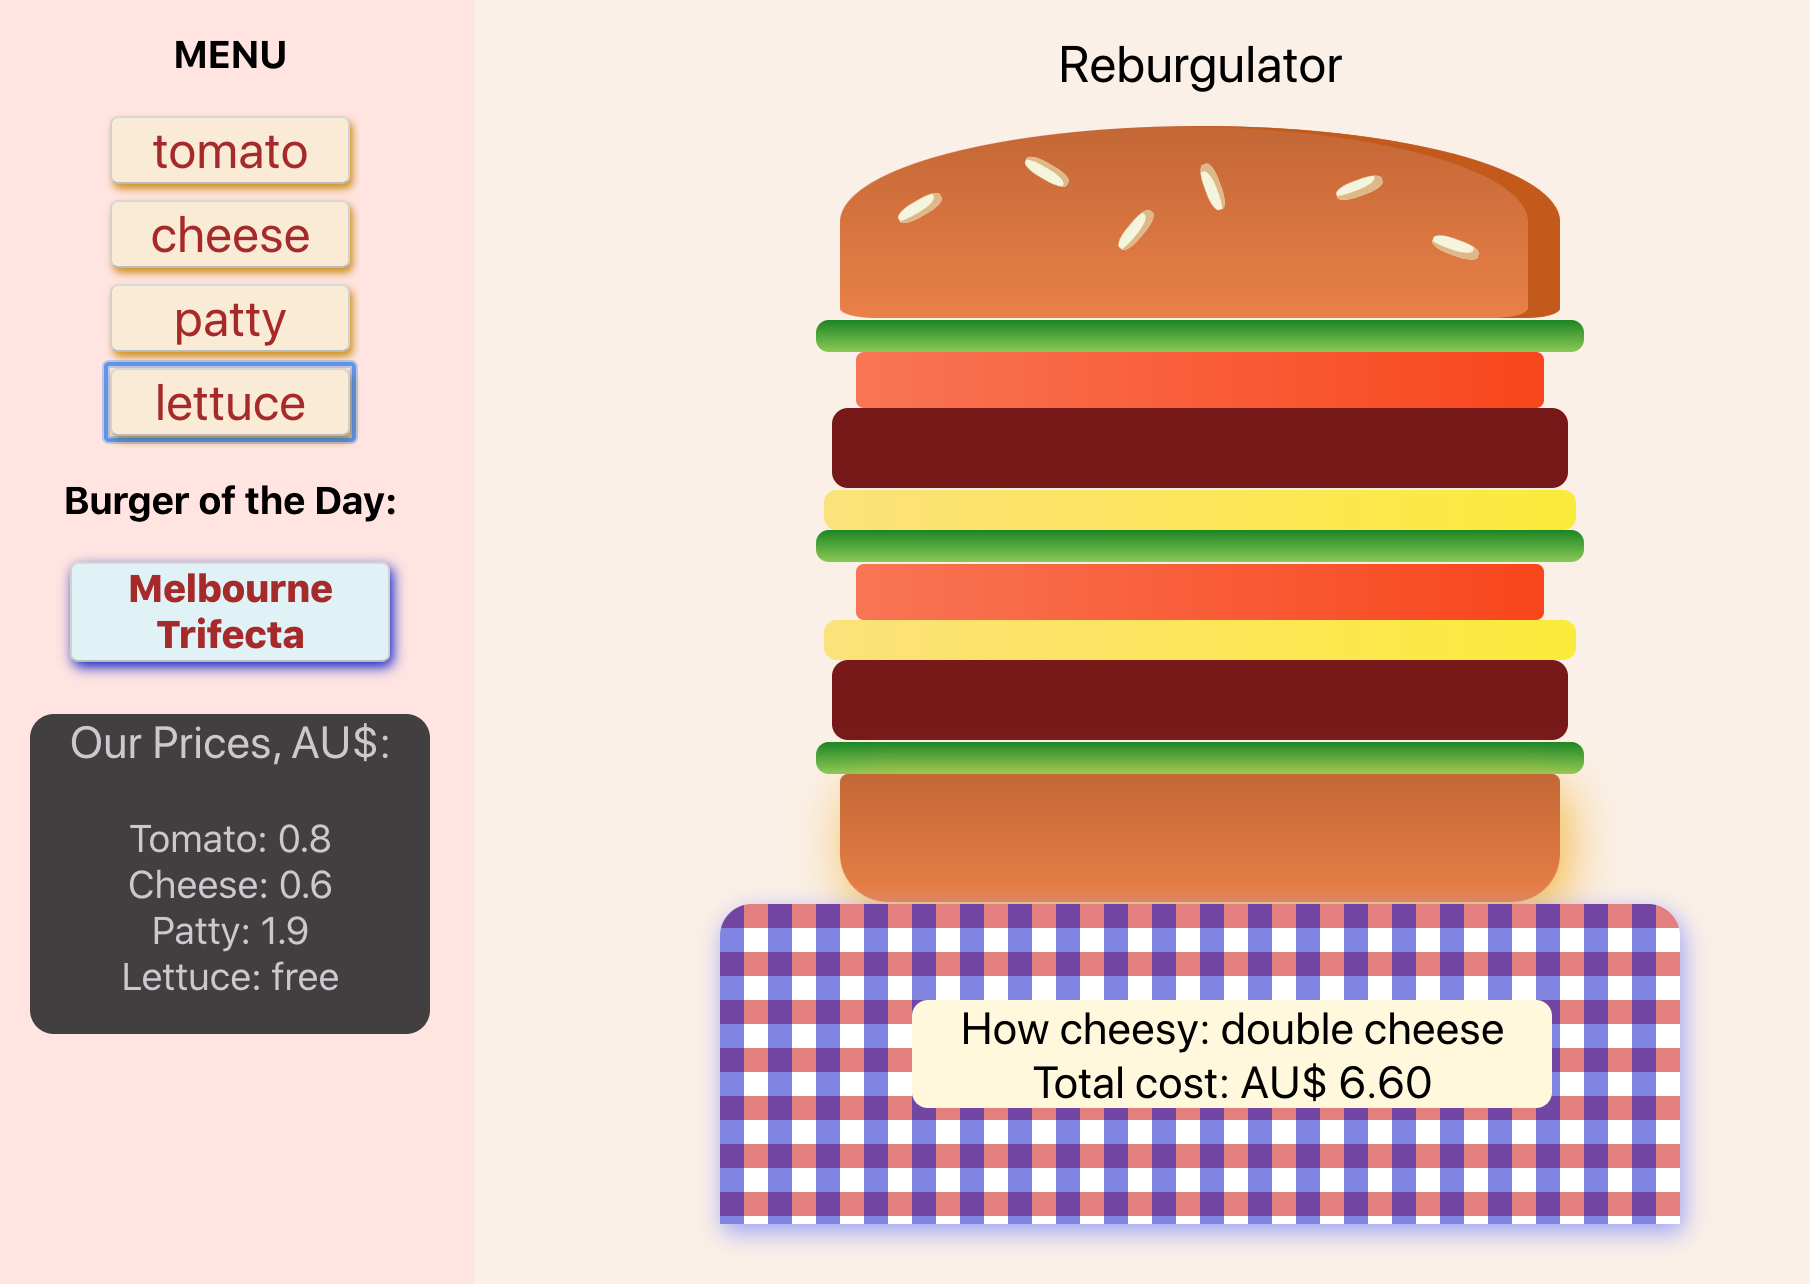 MENU
tomato
cheese
patty
lettuce
Burger of the Day:
Melbourne
Trifecta
Our Prices, AU$:
Tomato: 0.8
Cheese: 0.6
Patty: 1.9
Lettuce: free
Reburgulator
How cheesy: double cheese
Total cost: AU$ 6.60